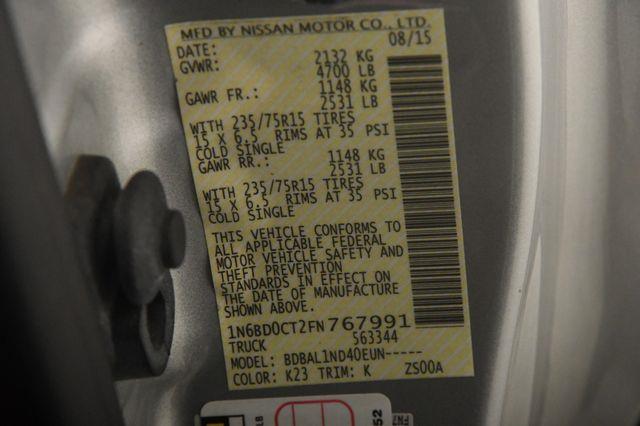 MFD BY NISSAN MOTOR CO., LTD.
DATE: 08/15
GVWR: 2132 KG
4700 LB
GAWR FR.: 1148 KG
2531 LB
WITH 235/75R15 TIRES
15 X 6.5 RIMS AT 35 PSI
COLD SINGLE
GAWR RR.: 1148 KG
2531 LB
WITH 235/75R15 TIRES
15 X 6.5 RIMS AT 35 PSI
COLD SINGLE
THIS VEHICLE CONFORMS TO
ALL APPLICABLE FEDERAL
MOTOR VEHICLE SAFETY AND
THEFT PREVENTION
STANDARDS IN EFFECT ON
THE DATE OF MANUFACTURE
SHOWN ABOVE.
1N6BD0CT2FN767991
TRUCK 563344
MODEL: BDBAL1ND40EUN-----
COLOR: K23 TRIM: K ZS00A
52